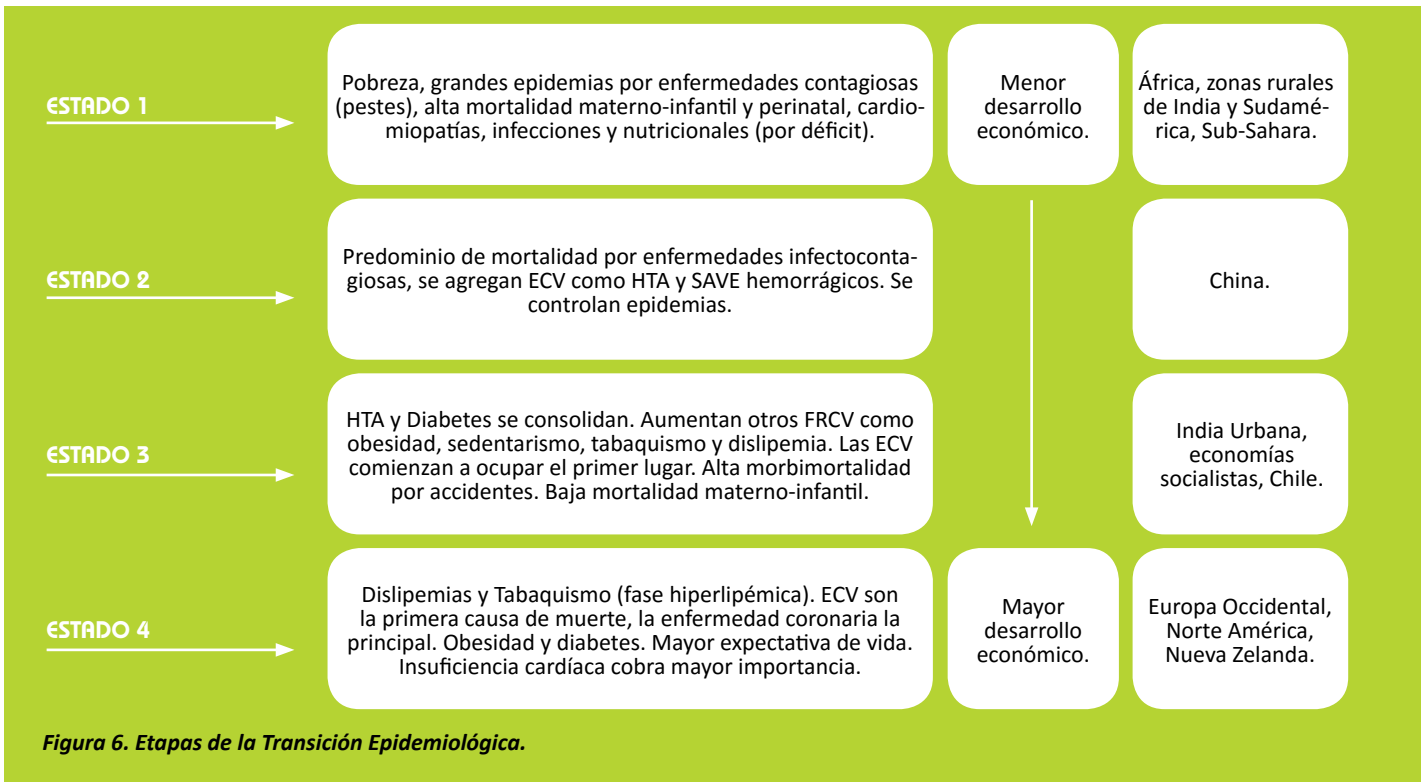 ESTADO 1
Pobreza, grandes epidemias por enfermedades contagiosas
(pestes), alta mortalidad materno-infantil y perinatal, cardio-
miopatías, infecciones y nutricionales (por déficit).
Menor
desarrollo
económico.
África, zonas rurales
de India y Sudamé-
rica, Sub-Sahara.
ESTADO 2
Predominio de mortalidad por enfermedades infectoconta-
giosas, se agregan ECV como HTA y SAVE hemorrágicos. Se
controlan epidemias.
China.
ESTADO 3
HTA y Diabetes se consolidan. Aumentan otros FRCV como
obesidad, sedentarismo, tabaquismo y dislipemia. Las ECV
comienzan a ocupar el primer lugar. Alta morbimortalidad
por accidentes. Baja mortalidad materno-infantil.
India Urbana,
economías
socialistas, Chile.
ESTADO 4
Dislipemias y Tabaquismo (fase hiperlipémica). ECV son
la primera causa de muerte, la enfermedad coronaria la
principal. Obesidad y diabetes. Mayor expectativa de vida.
Insuficiencia cardíaca cobra mayor importancia.
Mayor
desarrollo
económico.
Europa Occidental,
Norte América,
Nueva Zelanda.
Figura 6. Etapas de la Transición Epidemiológica.